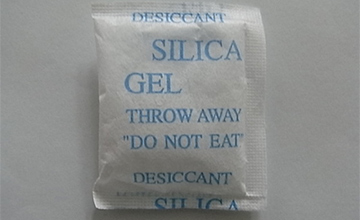 DESICCANT
SILICA
GEL
THROW AWAY
"DO NOT EAT"
DESICCANT
SILICA